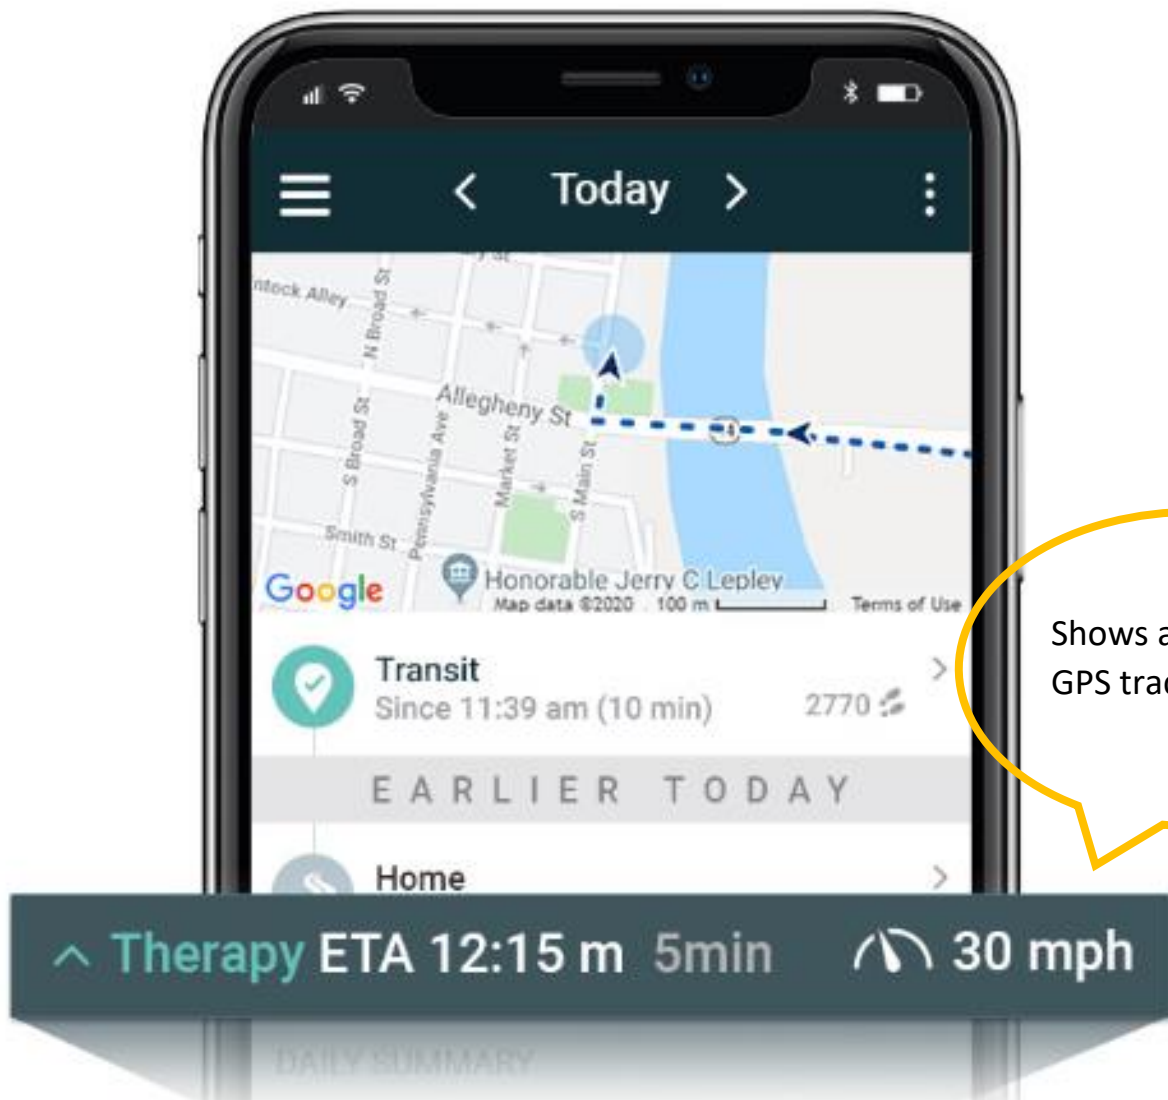 Today
ry St
ntock Alley
N Broad St
Allegheny St
S Broad St
Pennsylvania Ave
Market St
S Main St
Smith St
Google
Honorable Jerry C Lepley
Map data ©2020
100 m
Terms of Use
Transit
Since 11:39 am (10 min)
2770
Shows a
GPS trac
EARLIER TODAY
Home
Therapy ETA 12:15 m 5min 30 mph
DAILY SUMMARY